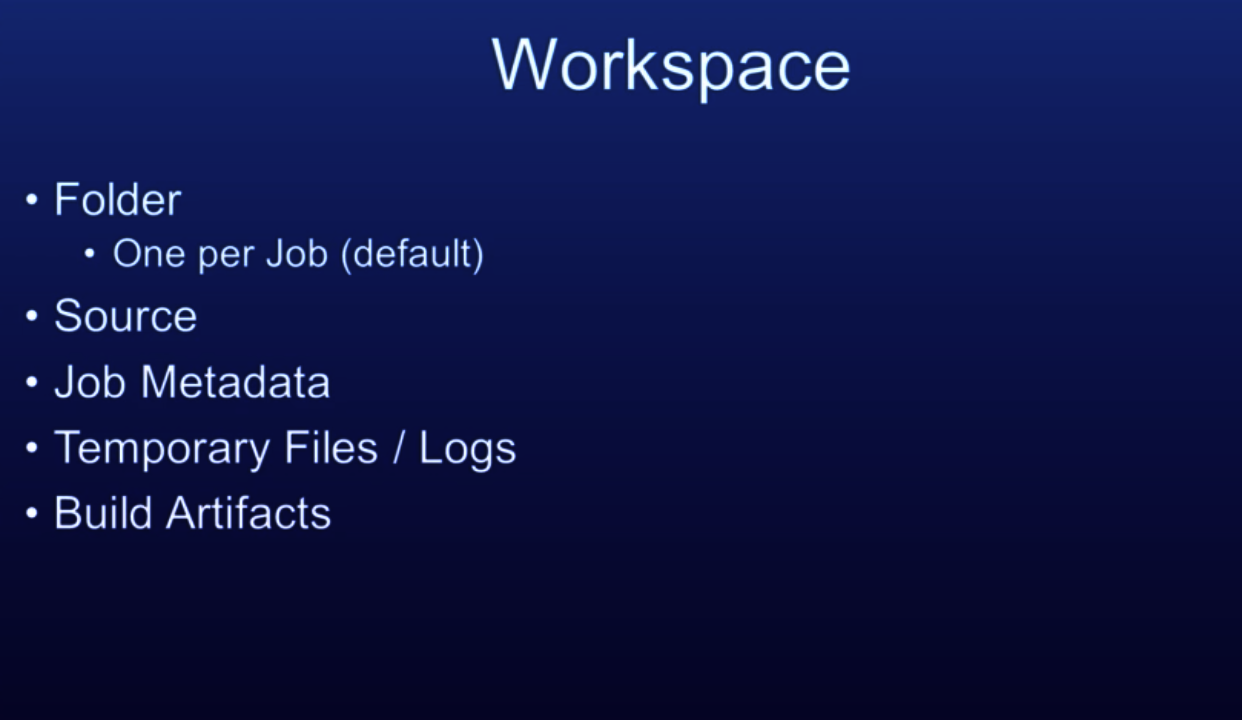 Workspace
• Folder
• One per Job (default)
• Source
• Job Metadata
• Temporary Files / Logs
• Build Artifacts